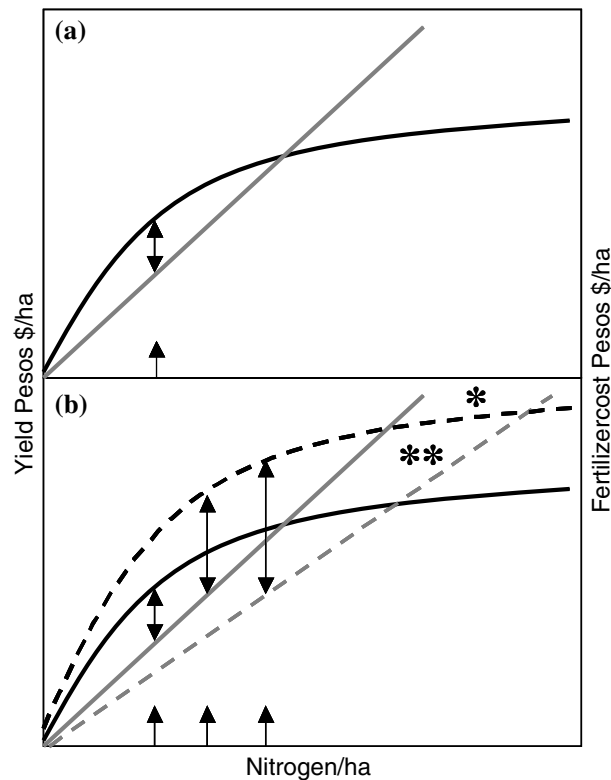 (a)
Yield Pesos $/ha
Fertilizercost Pesos $/ha
(b)
*
**
Nitrogen/ha